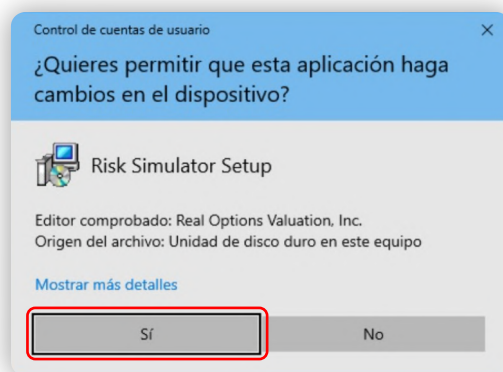 Control de cuentas de usuario
¿Quieres permitir que esta aplicación haga
cambios en el dispositivo?
Risk Simulator Setup
Editor comprobado: Real Options Valuation, Inc.
Origen del archivo: Unidad de disco duro en este equipo
Mostrar más detalles
Sí
No